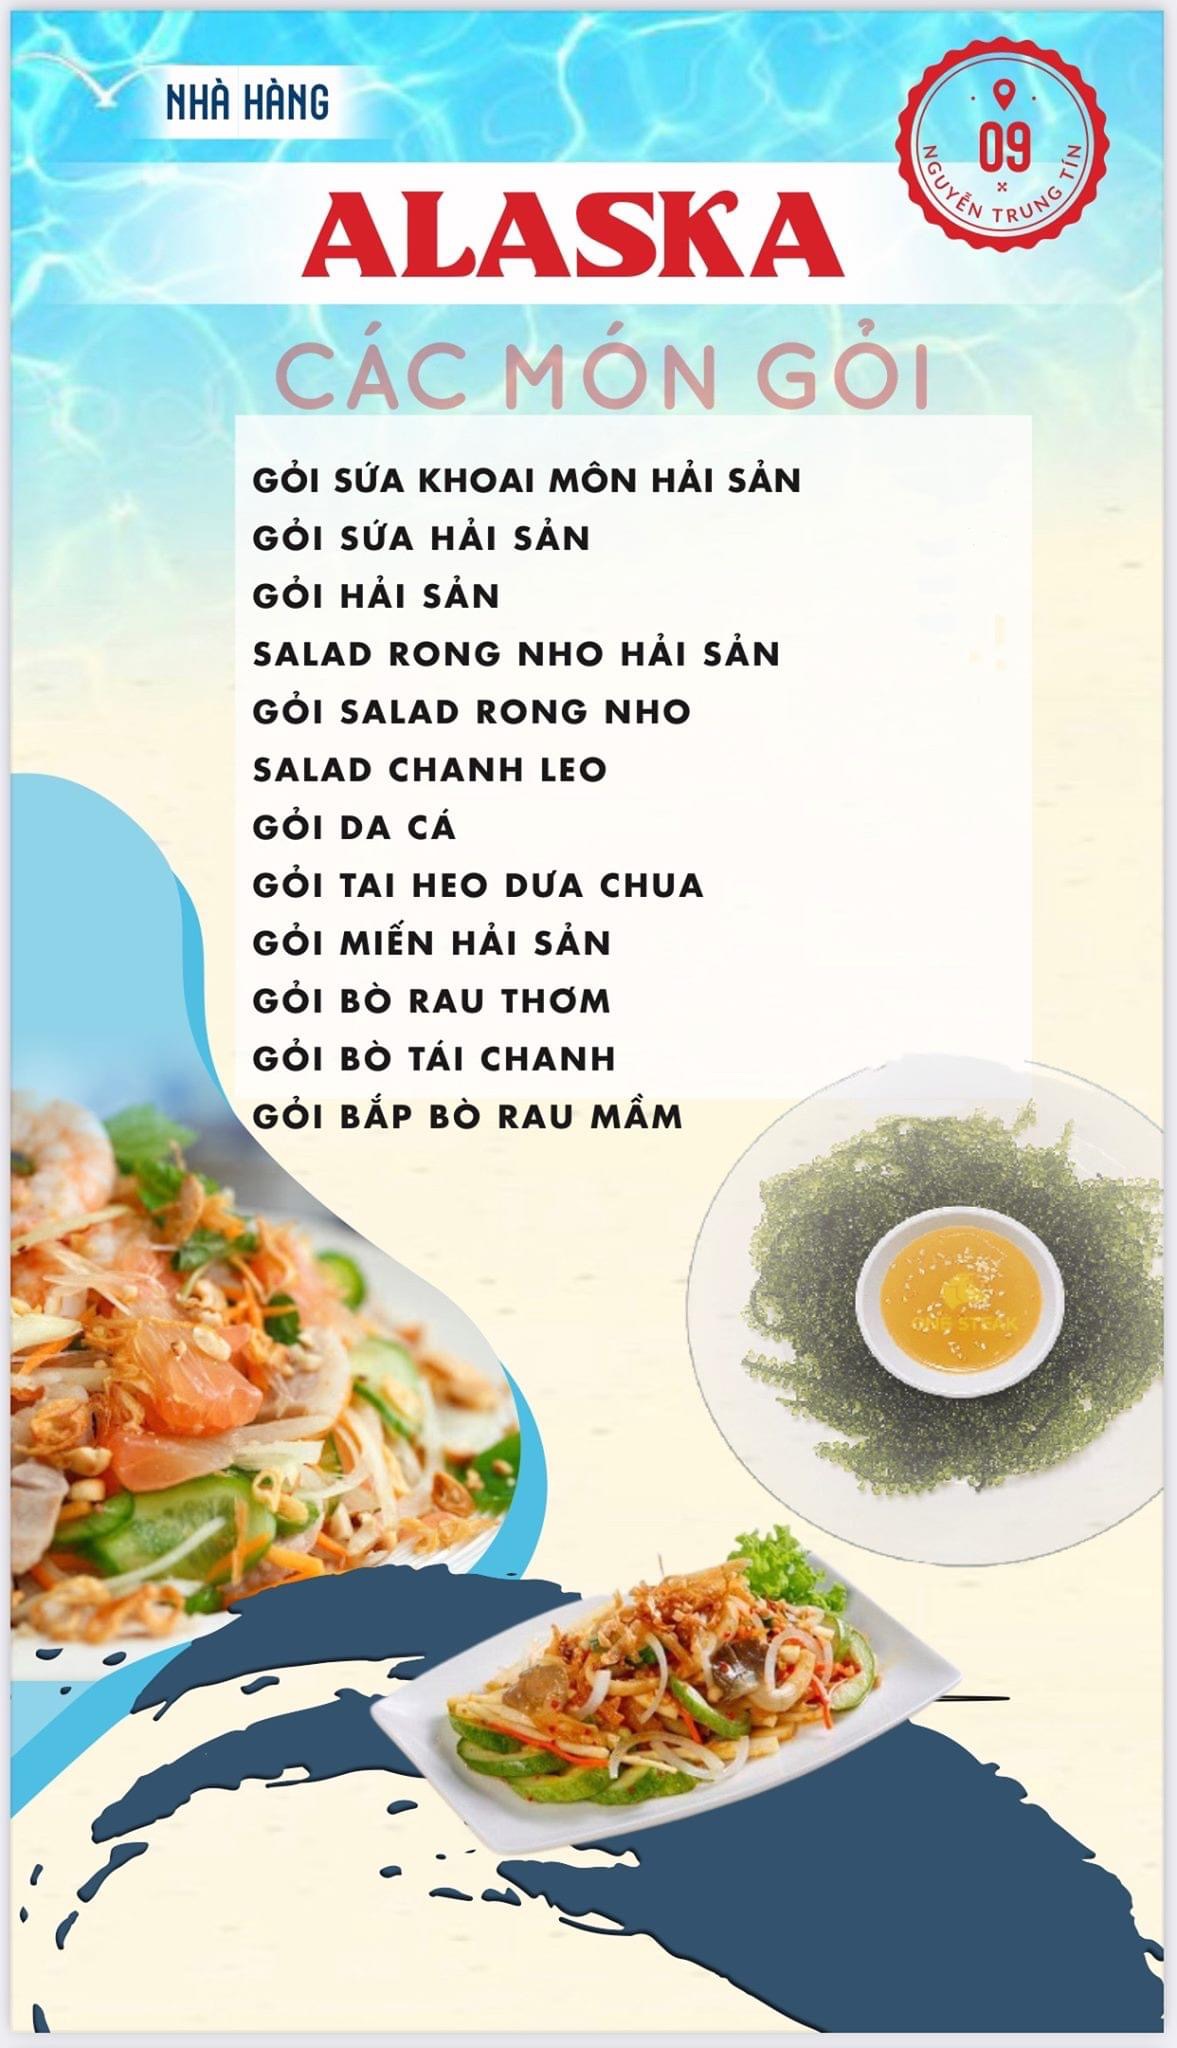 NHÀ HÀNG
09
NGUYỄN TRUNG TÍN
ALASKA
CÁC MÓN GỎI
GỎI SỨA KHOAI MÔN HẢI SẢN
GỎI SỨA HẢI SẢN
GỎI HẢI SẢN
SALAD RONG NHO HẢI SẢN
GỎI SALAD RONG NHO
SALAD CHANH LEO
GỎI DA CÁ
GỎI TAI HEO DƯA CHUA
GỎI MIẾN HẢI SẢN
GỎI BÒ RAU THƠM
GỎI BÒ TÁI CHANH
GỎI BẮP BÒ RAU MẦM
ONE STEAK